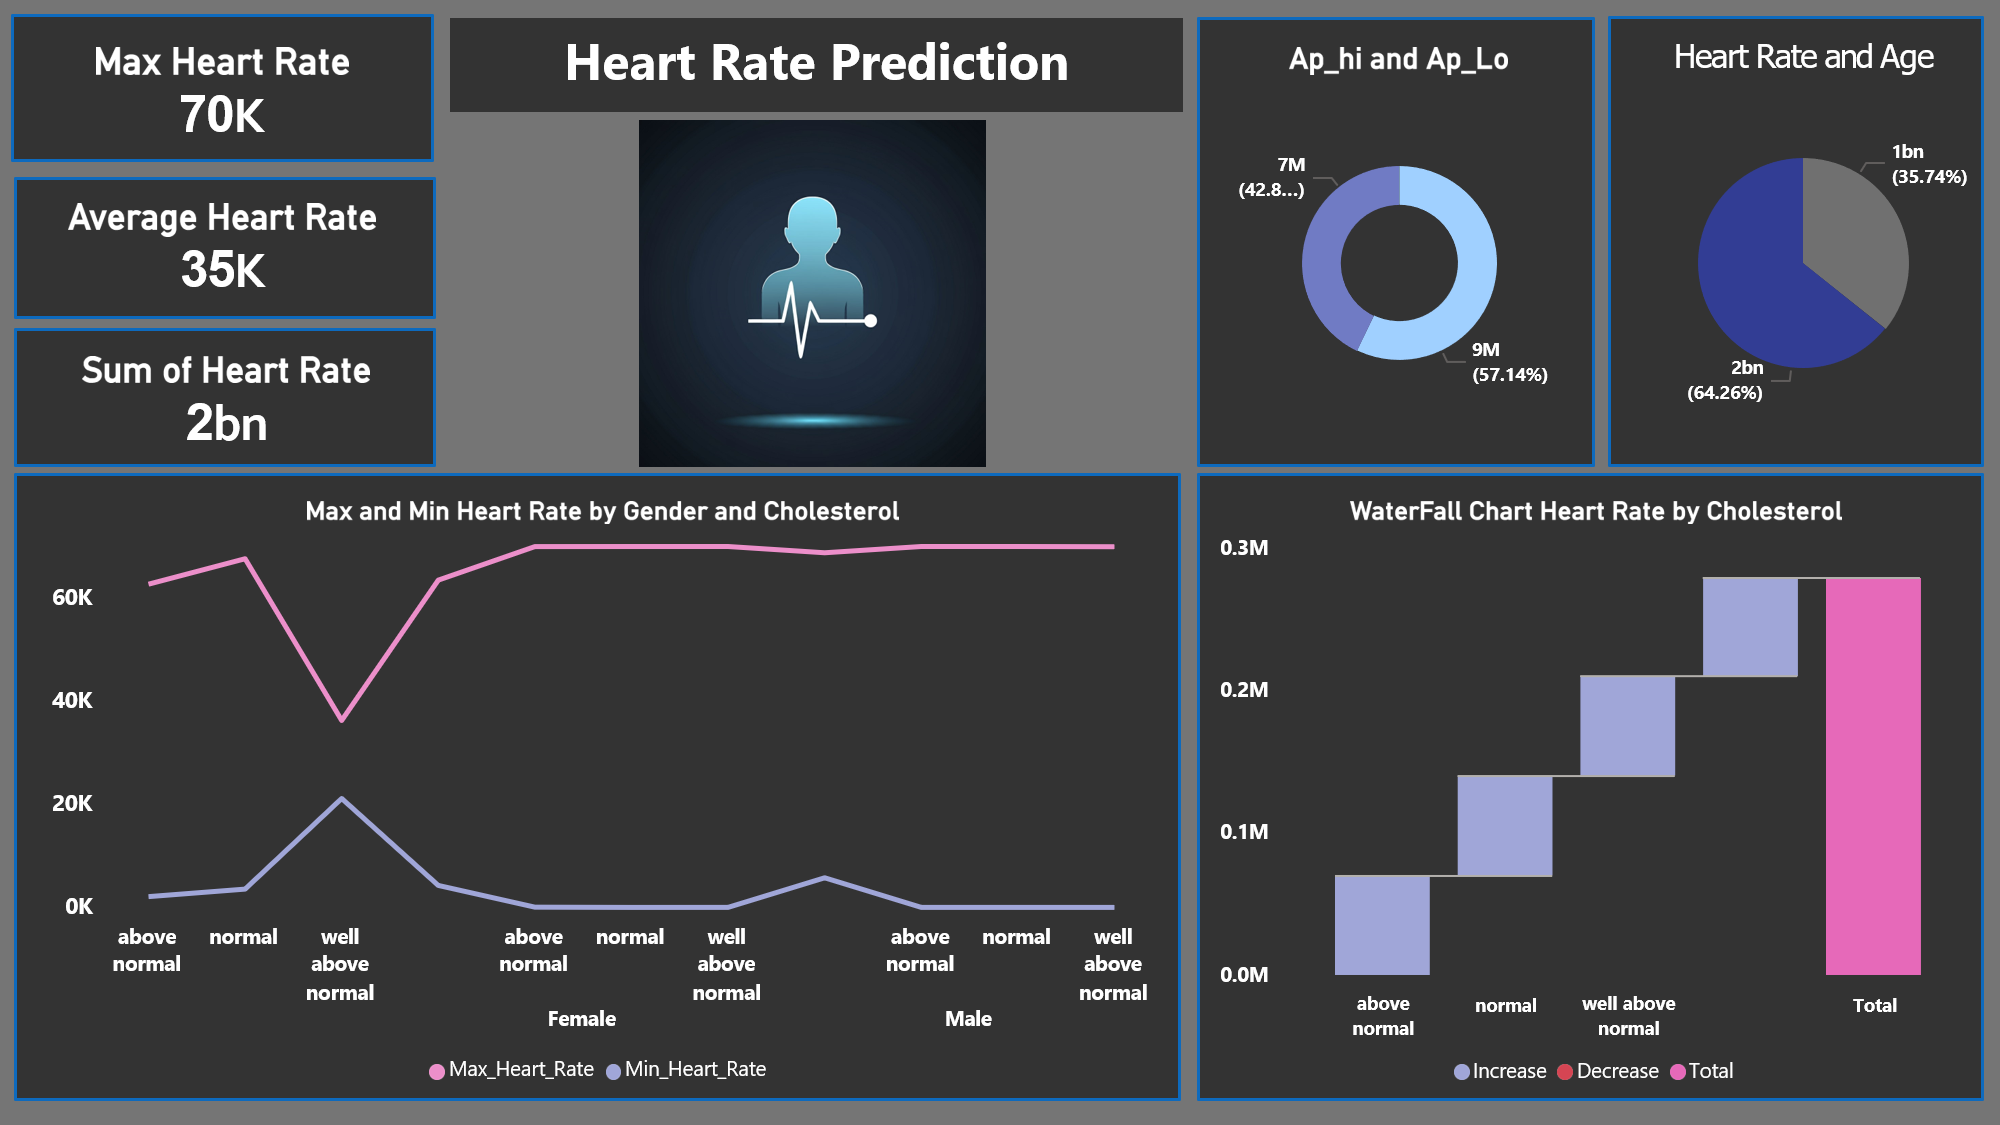 Max Heart Rate
70K
Average Heart Rate
35K
Sum of Heart Rate
2bn
Heart Rate Prediction
Ap_hi and Ap_Lo
7M
(42.8...)
9M
(57.14%)
Heart Rate and Age
1bn
(35.74%)
2bn
(64.26%)
Max and Min Heart Rate by Gender and Cholesterol
60K
40K
20K
0K
above normal
normal
well above normal
above normal
normal
well above normal
above normal
normal
well above normal
Female
Male
Max_Heart_Rate
Min_Heart_Rate
WaterFall Chart Heart Rate by Cholesterol
0.3M
0.2M
0.1M
0.0M
above normal
normal
well above normal
Total
Increase
Decrease
Total